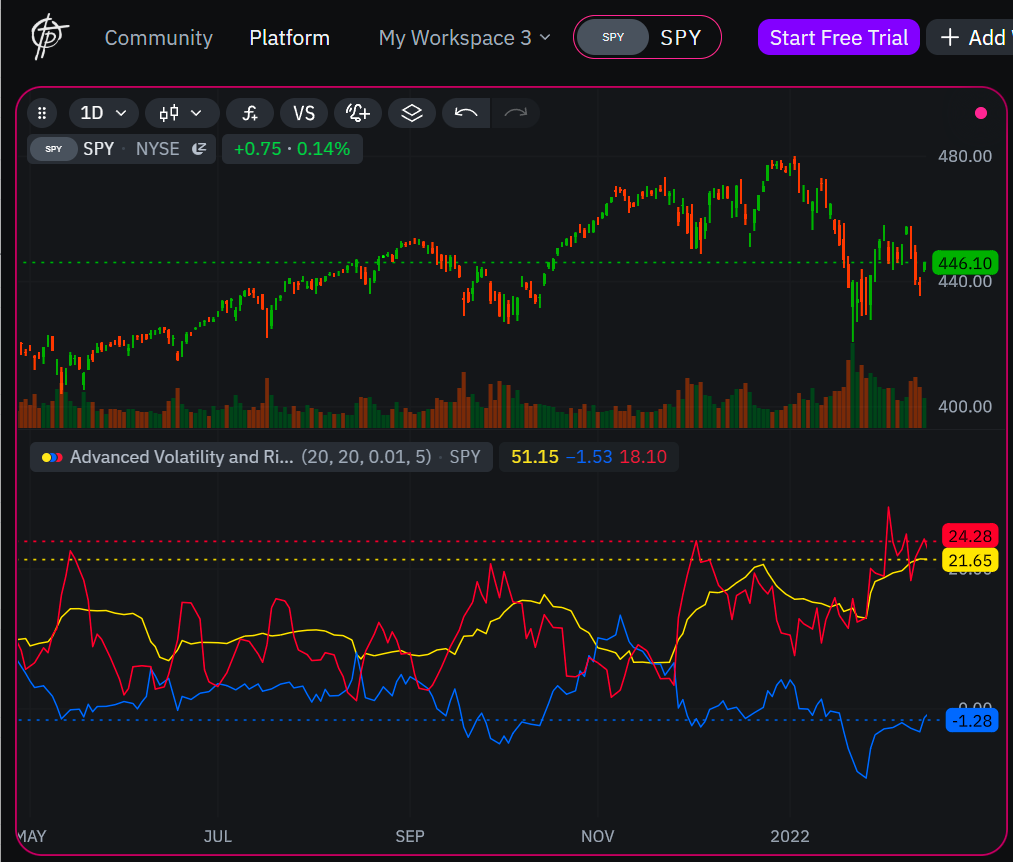 Community Platform My Workspace 3 SPY SPY Start Free Trial + Add
1D VS
SPY SPY · NYSE +0.75 · 0.14%
480.00
446.10
440.00
400.00
Advanced Volatility and Ri... (20, 20, 0.01, 5) · SPY 51.15 −1.53 18.10
24.28
21.65
-1.28
MAY JUL SEP NOV 2022